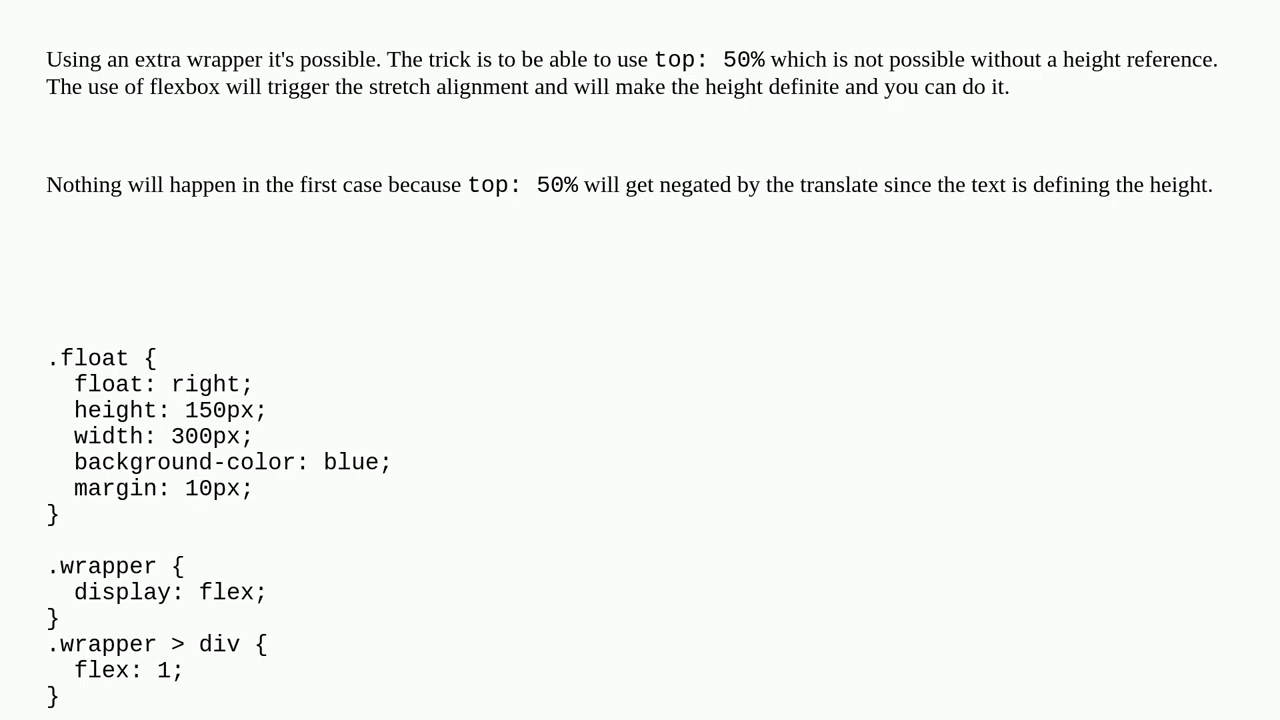 Using an extra wrapper it's possible. The trick is to be able to use top: 50% which is not possible without a height reference.
The use of flexbox will trigger the stretch alignment and will make the height definite and you can do it.
Nothing will happen in the first case because top: 50% will get negated by the translate since the text is defining the height.
.float {
  float: right;
  height: 150px;
  width: 300px;
  background-color: blue;
  margin: 10px;
}
.wrapper {
  display: flex;
}
.wrapper > div {
  flex: 1;
}